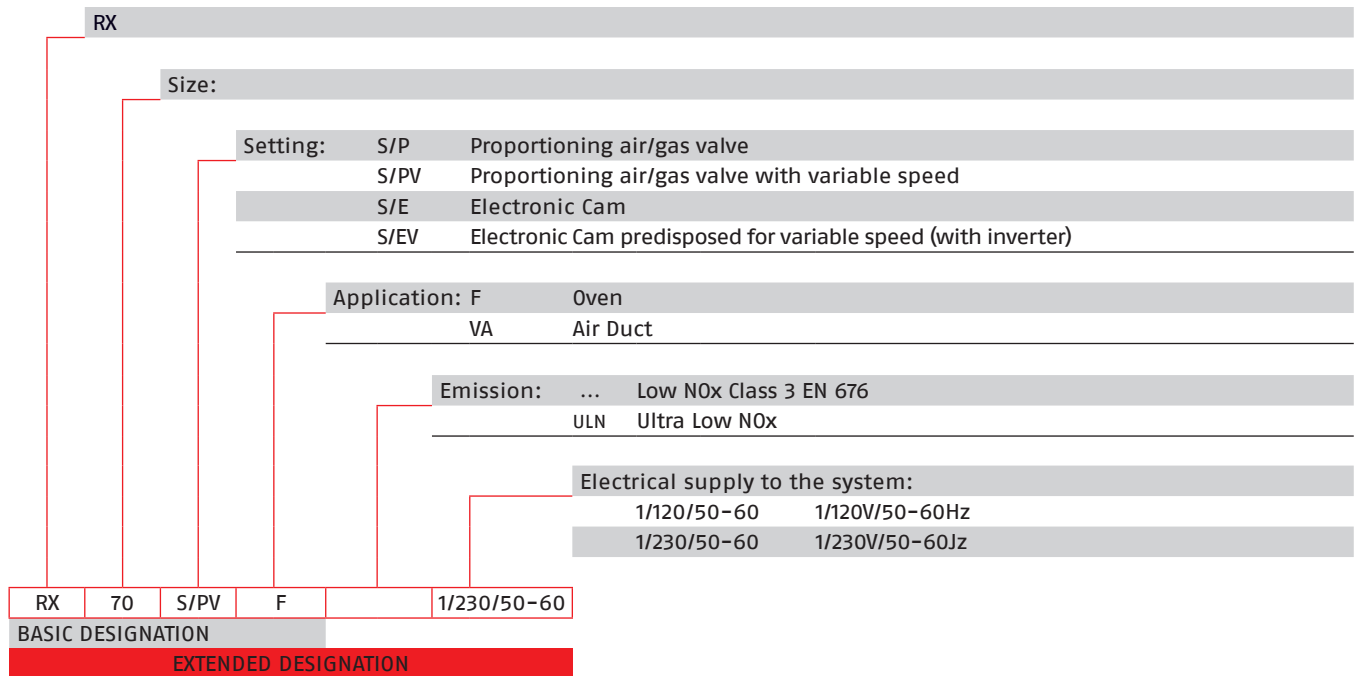 RX
Size:
Setting: S/P Proportioning air/gas valve
S/PV Proportioning air/gas valve with variable speed
S/E Electronic Cam
S/EV Electronic Cam predisposed for variable speed (with inverter)
Application: F Oven
VA Air Duct
Emission: ... Low NOx Class 3 EN 676
ULN Ultra Low NOx
Electrical supply to the system:
1/120/50-60 1/120V/50-60Hz
1/230/50-60 1/230V/50-60Jz
RX 70 S/PV F 1/230/50-60
BASIC DESIGNATION
EXTENDED DESIGNATION